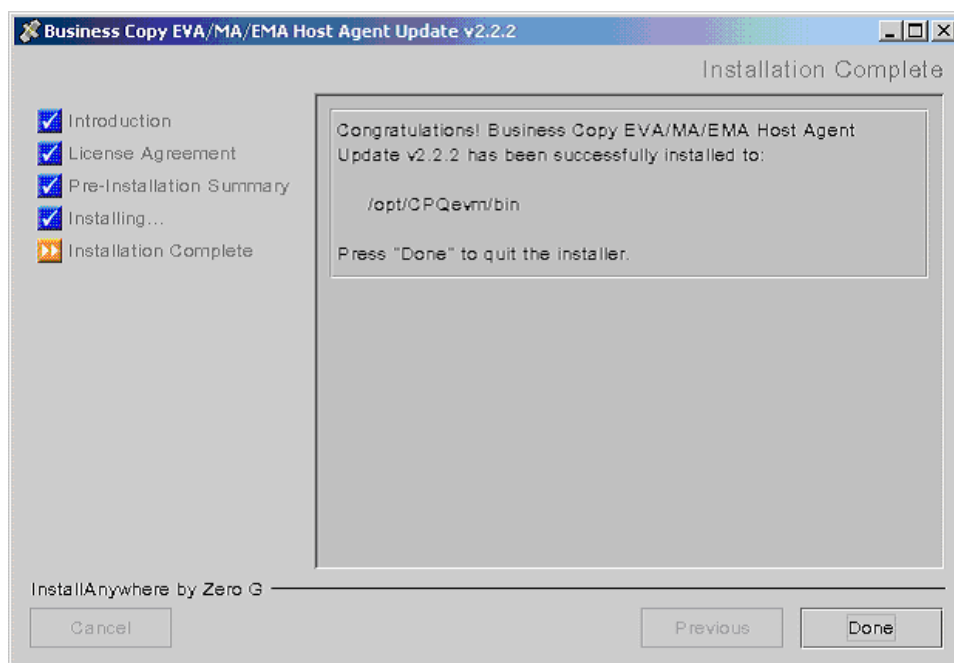 Business Copy EVA/MA/EMA Host Agent Update v2.2.2
Installation Complete
Introduction
License Agreement
Pre-Installation Summary
Installing...
Installation Complete
Congratulations! Business Copy EVA/MA/EMA Host Agent
Update v2.2.2 has been successfully installed to:
/opt/CPQevm/bin
Press "Done" to quit the installer.
InstallAnywhere by Zero G
Cancel
Previous
Done